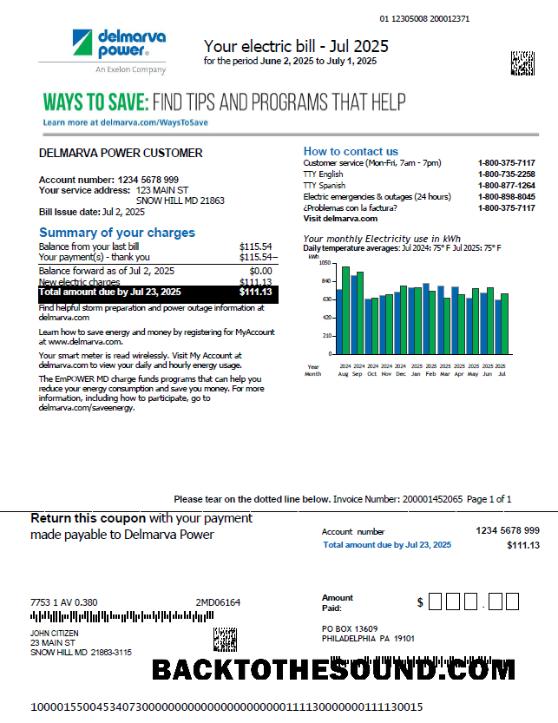 01 12305008 200012371
delmarva power®
An Exelon Company
Your electric bill - Jul 2025
for the period June 2, 2025 to July 1, 2025
WAYS TO SAVE: FIND TIPS AND PROGRAMS THAT HELP
Learn more at delmarva.com/WaysToSave
DELMARVA POWER CUSTOMER
Account number: 1234 5678 999
Your service address: 123 MAIN ST
SNOW HILL MD 21863
Bill Issue date: Jul 2, 2025
Summary of your charges
Balance from your last bill $115.54
Your payment(s) - thank you $115.54–
Balance forward as of Jul 2, 2025 $0.00
New electric charges $111.13
Total amount due by Jul 23, 2025 $111.13
Find helpful storm preparation and power outage information at
delmarva.com
Learn how to save energy and money by registering for MyAccount
at www.delmarva.com.
Your smart meter is read wirelessly. Visit My Account at
delmarva.com to view your daily and hourly energy usage.
The EmPOWER MD charge funds programs that can help you
reduce your energy consumption and save you money. For more
information, including how to participate, go to
delmarva.com/saveenergy.
How to contact us
Customer service (Mon-Fri, 7am - 7pm) 1-800-375-7117
TTY English 1-800-735-2258
TTY Spanish 1-800-877-1264
Electric emergencies & outages (24 hours) 1-800-898-8045
¿Problemas con la factura? 1-800-375-7117
Visit delmarva.com
Your monthly Electricity use in kWh
Daily temperature averages: Jul 2024: 75° F Jul 2025: 75° F
kWh
1050
840
630
420
210
0
Year 2024 2024 2024 2024 2024 2025 2025 2025 2025 2025 2025 2025
Month Aug Sep Oct Nov Dec Jan Feb Mar Apr May Jun Jul
Please tear on the dotted line below. Invoice Number: 200001452065 Page 1 of 1
Return this coupon with your payment
made payable to Delmarva Power
Account number 1234 5678 999
Total amount due by Jul 23, 2025 $111.13
7753 1 AV 0.380 2MD06164
JOHN CITIZEN
23 MAIN ST
SNOW HILL MD 21863-3115
Amount
Paid: $ .
PO BOX 13609
PHILADELPHIA PA 19101
BACKTOTHESOUND.COM